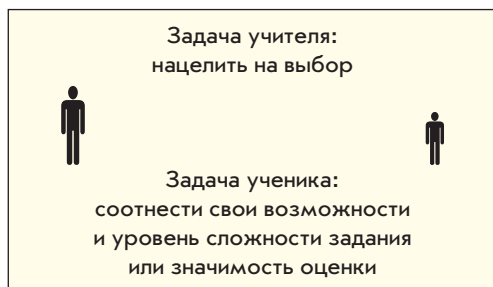 Задача учителя:
нацелить на выбор
Задача ученика:
соотнести свои возможности
и уровень сложности задания
или значимость оценки